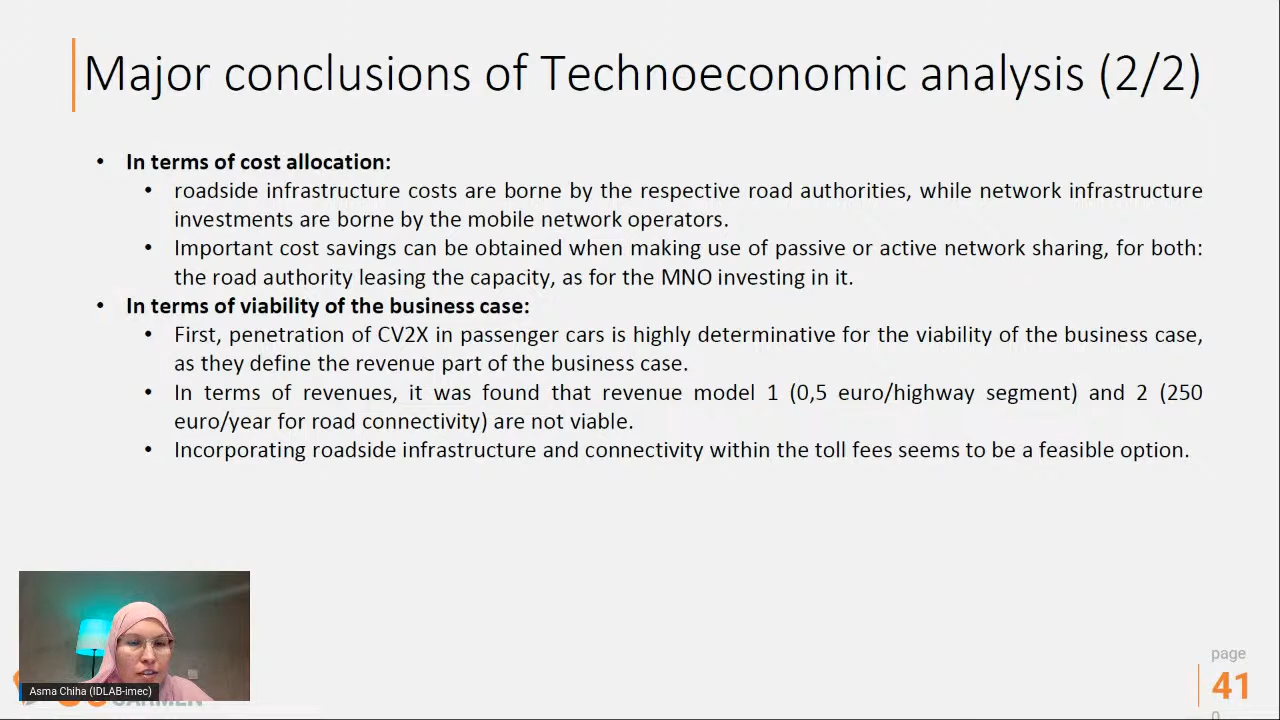 Major conclusions of Technoeconomic analysis (2/2)
• In terms of cost allocation:
• roadside infrastructure costs are borne by the respective road authorities, while network infrastructure
investments are borne by the mobile network operators.
• Important cost savings can be obtained when making use of passive or active network sharing, for both:
the road authority leasing the capacity, as for the MNO investing in it.
• In terms of viability of the business case:
• First, penetration of CV2X in passenger cars is highly determinative for the viability of the business case,
as they define the revenue part of the business case.
• In terms of revenues, it was found that revenue model 1 (0,5 euro/highway segment) and 2 (250
euro/year for road connectivity) are not viable.
• Incorporating roadside infrastructure and connectivity within the toll fees seems to be a feasible option.
Asma Chiha (IDLAB-imec)
page
41